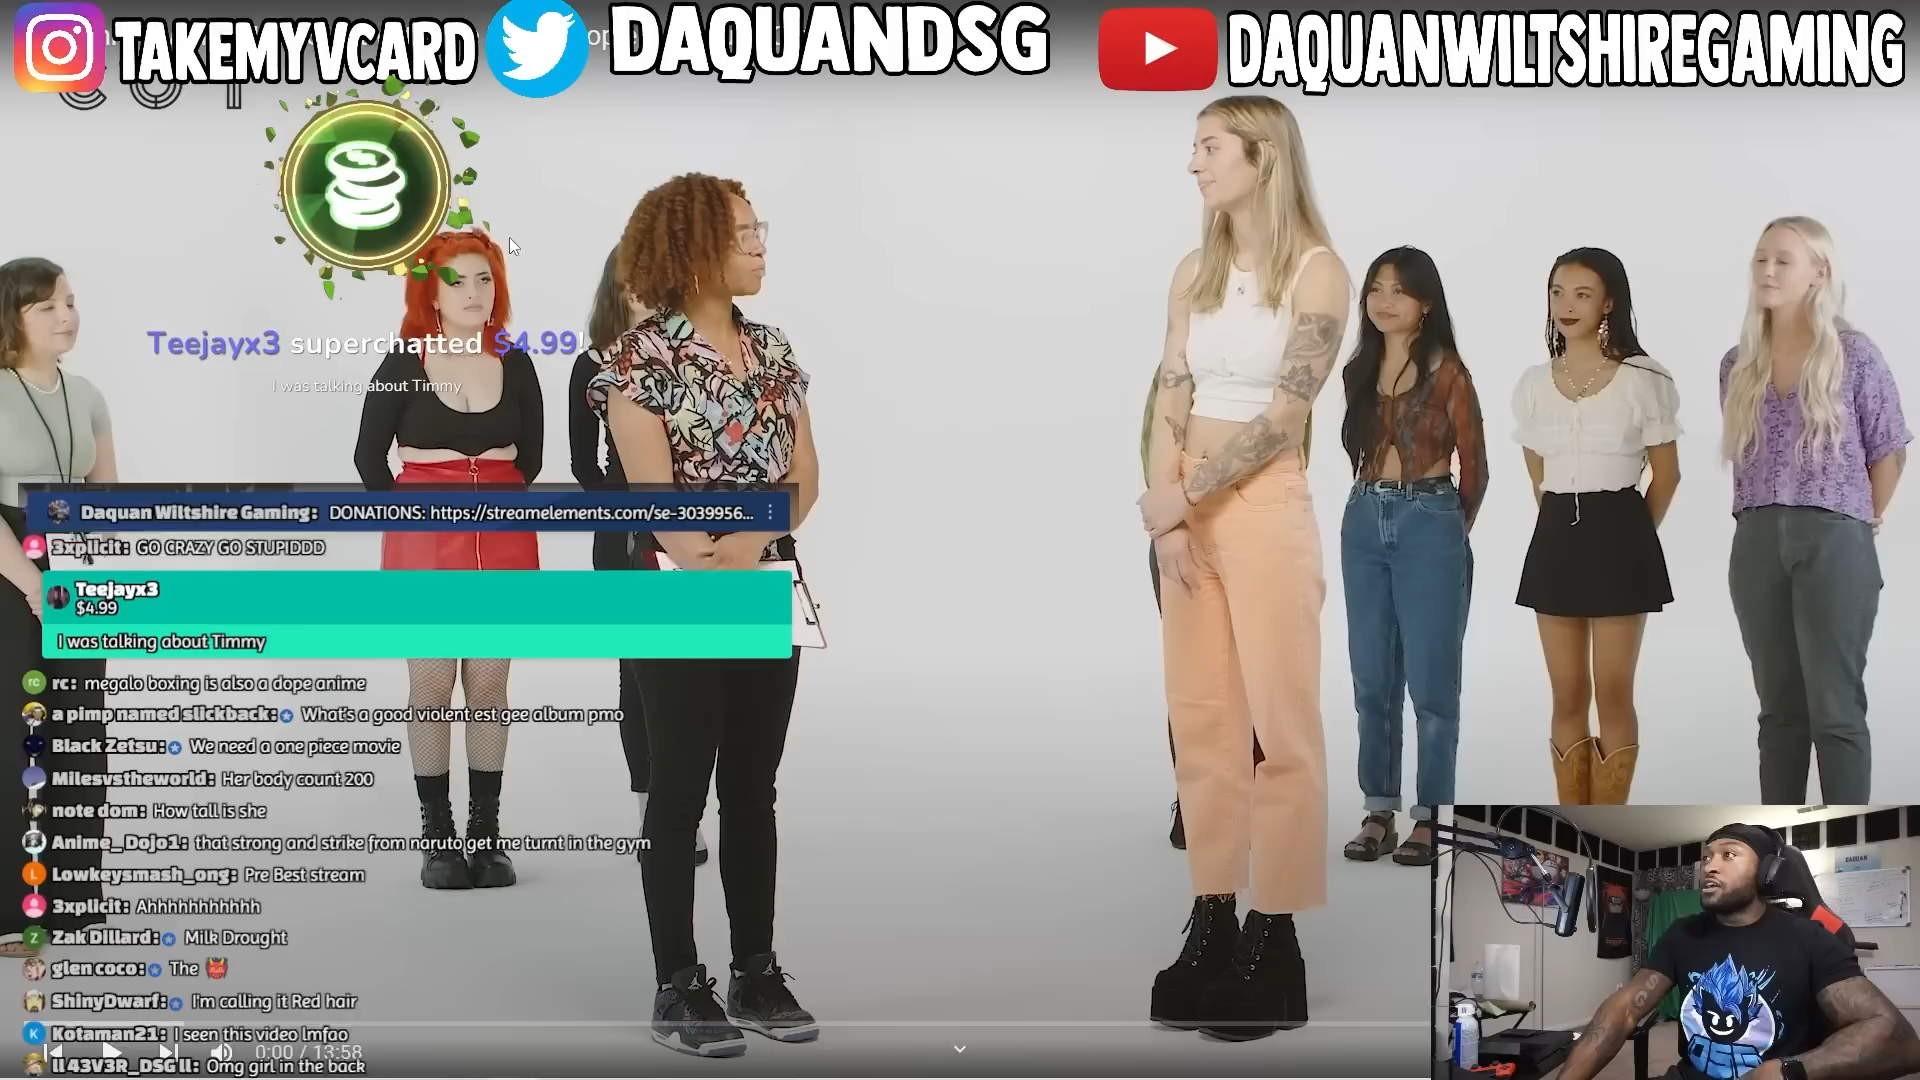 TAKEMYVCARD
DAQUANDSG
DAQUANWILTSHIREGAMING
CUT
Teejayx3 superchatted $4.99!
I was talking about Timmy
Daquan Wiltshire Gaming: DONATIONS: https://streamelements.com/se-3039956...
3xplicit: GO CRAZY GO STUPIDDD
Teejayx3
$4.99
I was talking about Timmy
rc rc: megalo boxing is also a dope anime
a pimp named slickback: What's a good violent est gee album pmo
Black Zetsu: We need a one piece movie
Milesvstheworld: Her body count 200
note dom: How tall is she
Anime_Dojo1: that strong and strike from naruto get me turnt in the gym
L Lowkeysmash_ong: Pre Best stream
3xplicit: Ahhhhhhhhhhh
Z Zak Dillard: Milk Drought
glen coco: The 👹
ShinyDwarf: I'm calling it Red hair
K Kotaman21: I seen this video lmfao
0:00 / 13:58
ll43V3R_DSGll: Omg girl in the back
DAQUAN
DSG